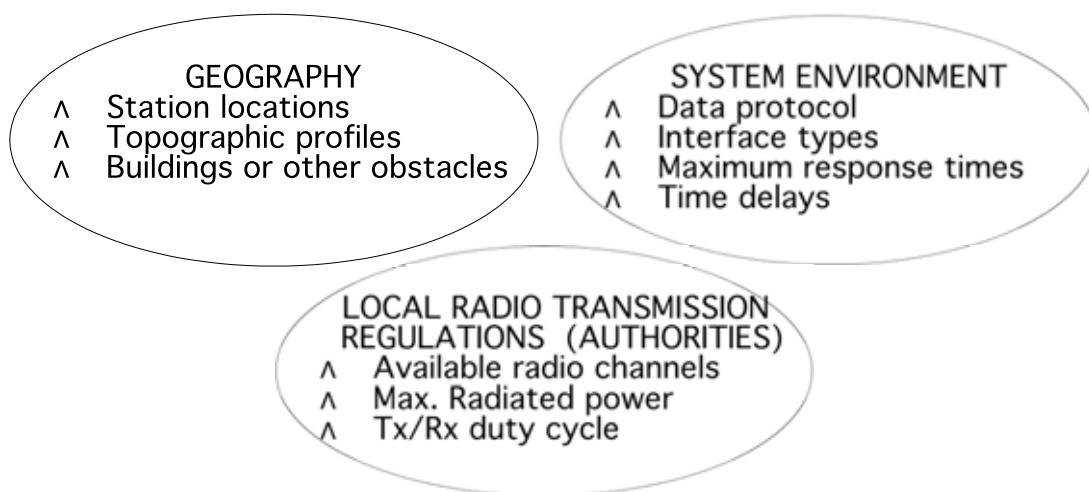 GEOGRAPHY
ʌ Station locations
ʌ Topographic profiles
ʌ Buildings or other obstacles
SYSTEM ENVIRONMENT
ʌ Data protocol
ʌ Interface types
ʌ Maximum response times
ʌ Time delays
LOCAL RADIO TRANSMISSION
REGULATIONS (AUTHORITIES)
ʌ Available radio channels
ʌ Max. Radiated power
ʌ Tx/Rx duty cycle